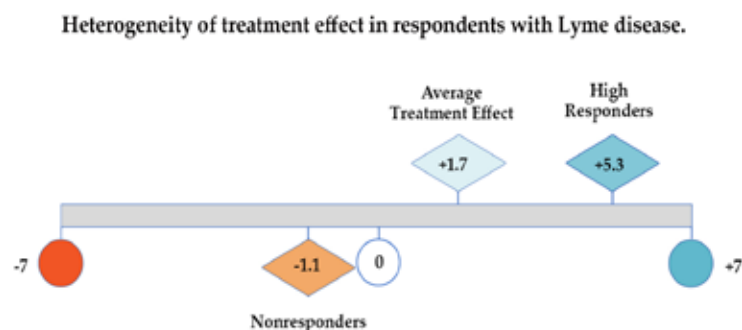 Heterogeneity of treatment effect in respondents with Lyme disease.
Average
Treatment Effect
High
Responders
+1.7
+5.3
-7
-1.1
0
+7
Nonresponders